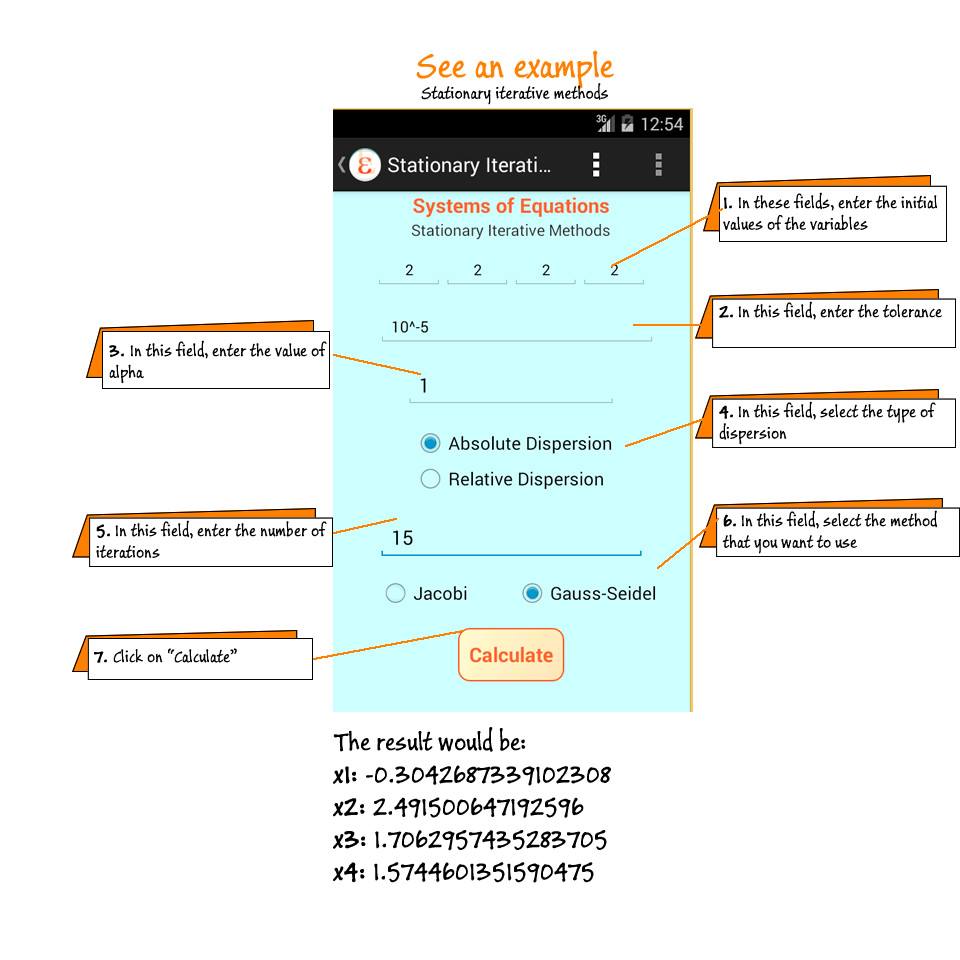 See an example
Stationary iterative methods
3G 12:54
ε Stationary Iterati...
Systems of Equations
Stationary Iterative Methods
2 2 2 2
10^-5
1
Absolute Dispersion
Relative Dispersion
15
Jacobi Gauss-Seidel
Calculate
1. In these fields, enter the initial
values of the variables
2. In this field, enter the tolerance
3. In this field, enter the value of
alpha
4. In this field, select the type of
dispersion
5. In this field, enter the number of
iterations
6. In this field, select the method
that you want to use
7. Click on "Calculate"
The result would be:
x1: -0.3042687339102308
x2: 2.491500647192596
x3: 1.7062957435283705
x4: 1.5744601351590475